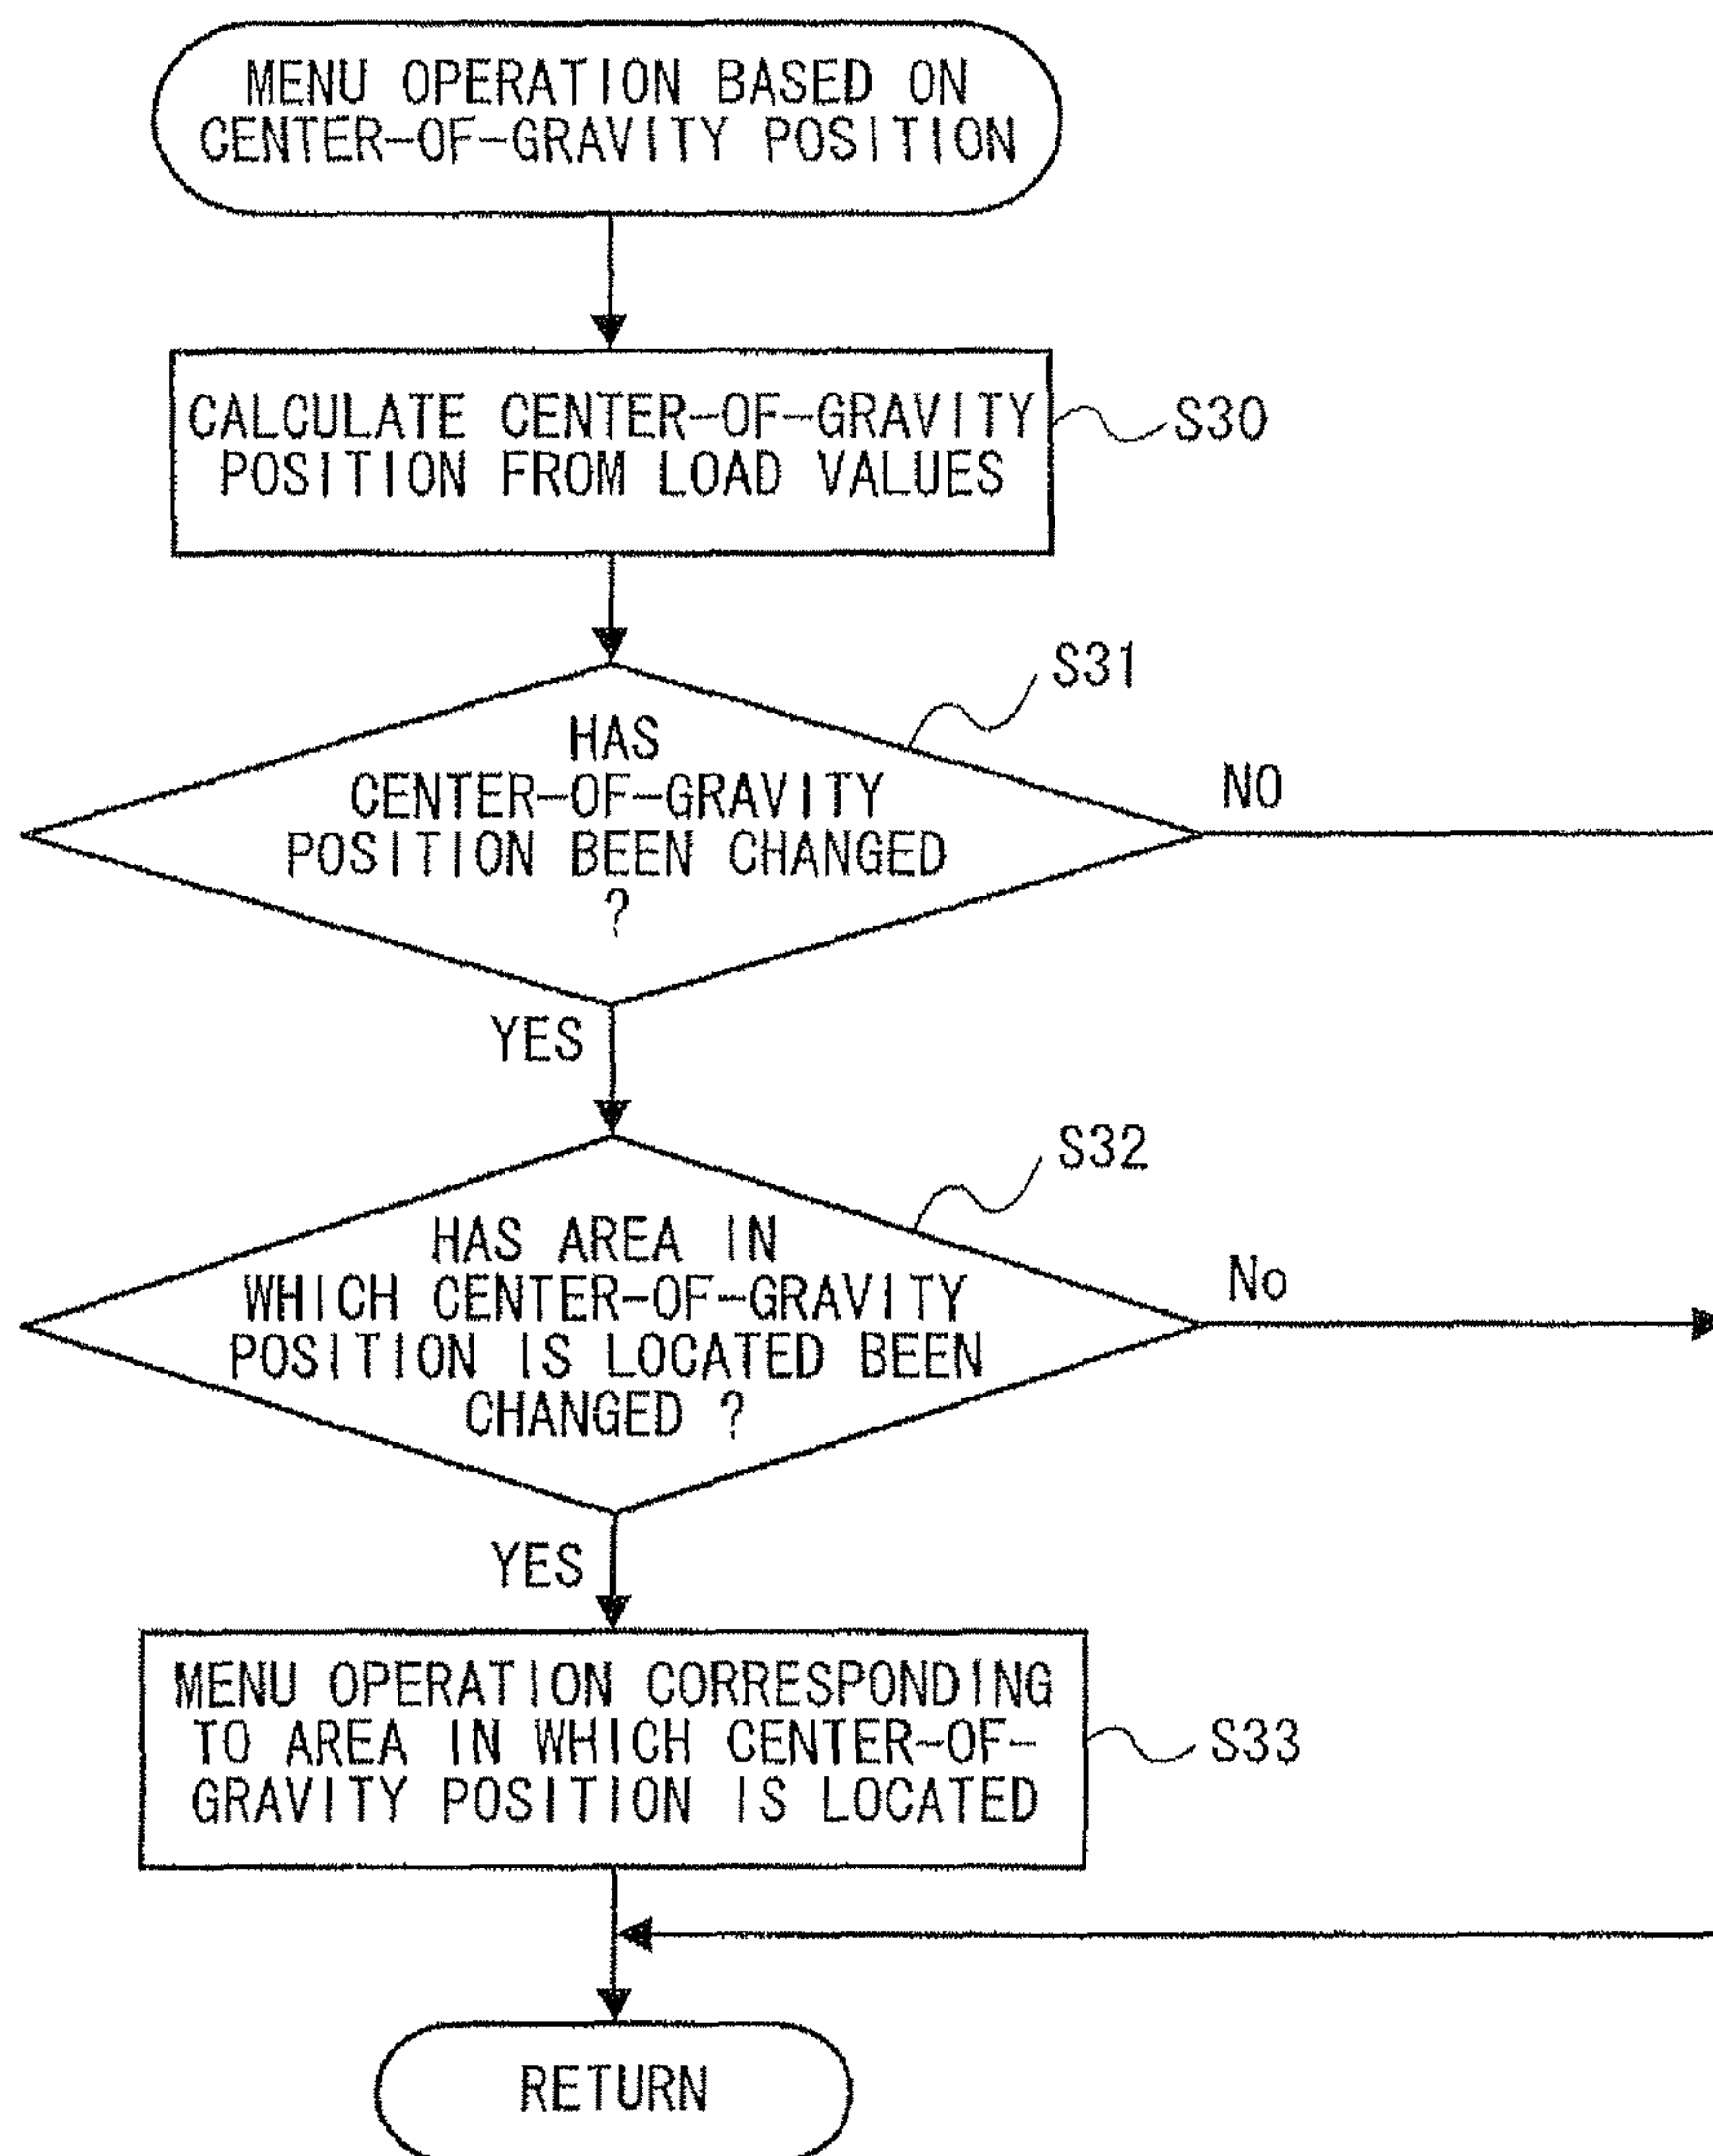 MENU OPERATION BASED ON
CENTER-OF-GRAVITY POSITION
CALCULATE CENTER-OF-GRAVITY
POSITION FROM LOAD VALUES
S30
S31
HAS
CENTER-OF-GRAVITY
POSITION BEEN CHANGED
?
NO
YES
S32
HAS AREA IN
WHICH CENTER-OF-GRAVITY
POSITION IS LOCATED BEEN
CHANGED ?
No
YES
MENU OPERATION CORRESPONDING
TO AREA IN WHICH CENTER-OF-
GRAVITY POSITION IS LOCATED
S33
RETURN